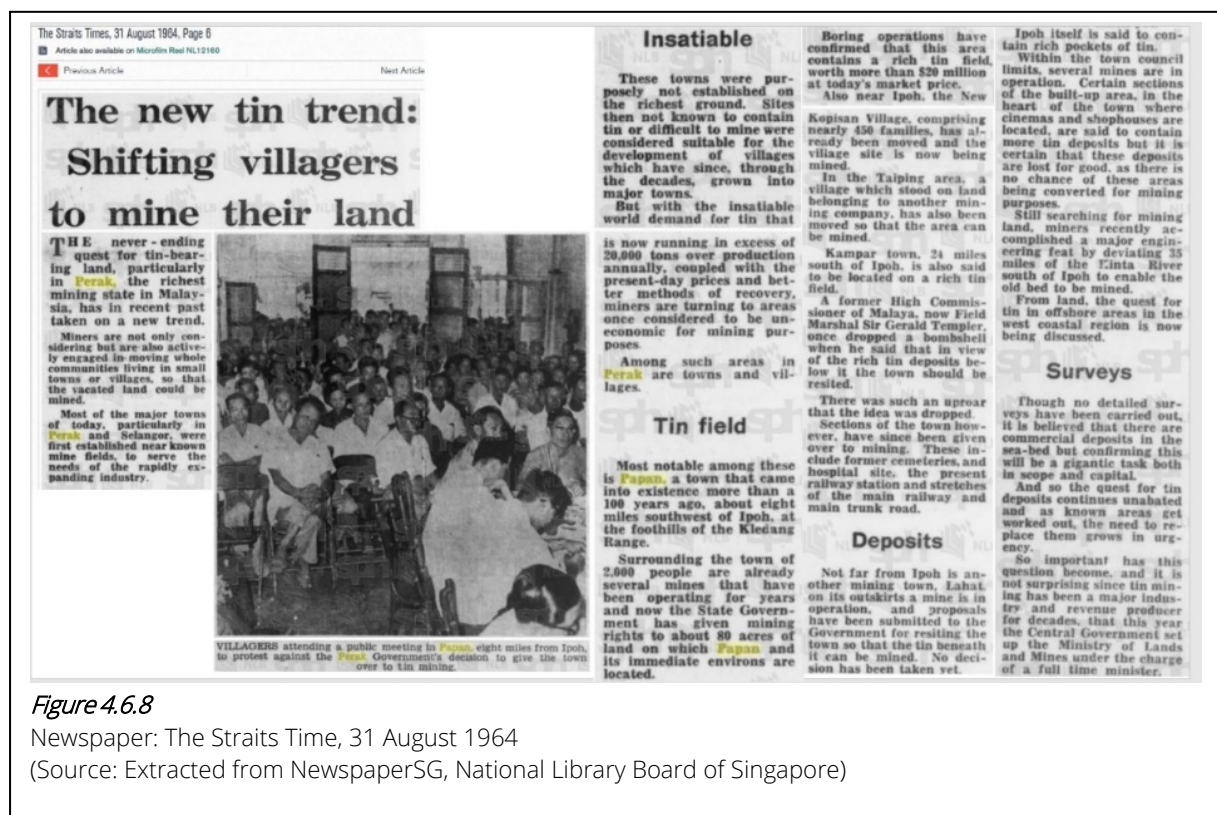 The Straits Times, 31 August 1964, Page 6
Article also available on Microfilm Reel NL12160
Previous Article
Next Article
The new tin trend:
Shifting villagers
to mine their land
THE never-ending
quest for tin-bear-
ing land, particularly
in Perak, the richest
mining state in Malay-
sia, has in recent past
taken on a new trend.
Miners are not only con-
sidering but are also active-
ly engaged in moving whole
communities living in small
towns or villages, so that
the vacated land could be
mined.
Most of the major towns
of today, particularly in
Perak and Selangor, were
first established near known
mine fields, to serve the
needs of the rapidly ex-
panding industry.
VILLAGERS attending a public meeting in Papan, eight miles from Ipoh,
to protest against the Perak Government's decision to give the town
over to tin mining.
Insatiable
These towns were pur-
posely not established on
the richest ground. Sites
then not known to contain
tin or difficult to mine were
considered suitable for the
development of villages
which have since, through
the decades, grown into
major towns.
But with the insatiable
world demand for tin that
is now running in excess of
20,000 tons over production
annually, coupled with the
present-day prices and bet-
ter methods of recovery,
miners are turning to areas
once considered to be un-
economic for mining pur-
poses.
Among such areas in
Perak are towns and vil-
lages.
Tin field
Most notable among these
is Papan, a town that came
into existence more than a
100 years ago, about eight
miles southwest of Ipoh, at
the foothills of the Kledang
Range.
Surrounding the town of
2,000 people are already
several mines that have
been operating for years
and now the State Govern-
ment has given mining
rights to about 80 acres of
land on which Papan and
its immediate environs are
located.
Boring operations have
confirmed that this area
contains a rich tin field,
worth more than $20 million
at today's market price.
Also near Ipoh, the New
Kopisan Village, comprising
nearly 450 families, has al-
ready been moved and the
village site is now being
mined.
In the Taiping area, a
village which stood on land
belonging to another min-
ing company, has also been
moved so that the area can
be mined.
Kampar town, 24 miles
south of Ipoh, is also said
to be located on a rich tin
field.
A former High Commis-
sioner of Malaya, now Field
Marshal Sir Gerald Templer,
once dropped a bombshell
when he said that in view
of the rich tin deposits be-
low it the town should be
resited.
There was such an uproar
that the idea was dropped.
Sections of the town how-
ever, have since been given
over to mining. These in-
clude former cemeteries, and
hospital site, the present
railway station and stretches
of the main railway and
main trunk road.
Deposits
Not far from Ipoh is an-
other mining town, Lahat,
on its outskirts a mine is in
operation, and proposals
have been submitted to the
Government for resiting the
town so that the tin beneath
it can be mined. No deci-
sion has been taken yet.
Ipoh itself is said to con-
tain rich pockets of tin.
Within the town council
limits, several mines are in
operation. Certain sections
of the built-up area, in the
heart of the town where
cinemas and shophouses are
located, are said to contain
more tin deposits but it is
certain that these deposits
are lost for good, as there is
no chance of these areas
being converted for mining
purposes.
Still searching for mining
land, miners recently ac-
complished a major engin-
eering feat by deviating 35
miles of the Kinta River
south of Ipoh to enable the
old bed to be mined.
From land, the quest for
tin in offshore areas in the
west coastal region is now
being discussed.
Surveys
Though no detailed sur-
veys have been carried out,
it is believed that there are
commercial deposits in the
sea-bed but confirming this
will be a gigantic task both
in scope and capital.
And so the quest for tin
deposits continues unabated
and as known areas get
worked out, the need to re-
place them grows in urg-
ency.
So important has this
question become, and it is
not surprising since tin min-
ing has been a major indus-
try and revenue producer
for decades, that this year
the Central Government set
up the Ministry of Lands
and Mines under the charge
of a full time minister.
Figure 4.6.8
Newspaper: The Straits Time, 31 August 1964
(Source: Extracted from NewspaperSG, National Library Board of Singapore)